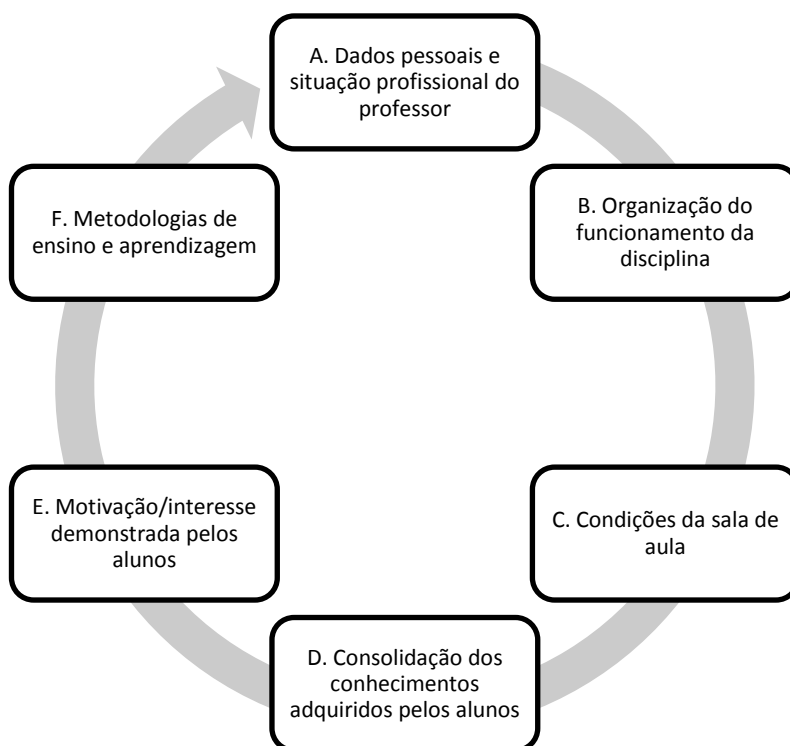 A. Dados pessoais e
situação profissional do
professor
B. Organização do
funcionamento da
disciplina
C. Condições da sala de
aula
D. Consolidação dos
conhecimentos
adquiridos pelos alunos
E. Motivação/interesse
demonstrada pelos
alunos
F. Metodologias de
ensino e aprendizagem